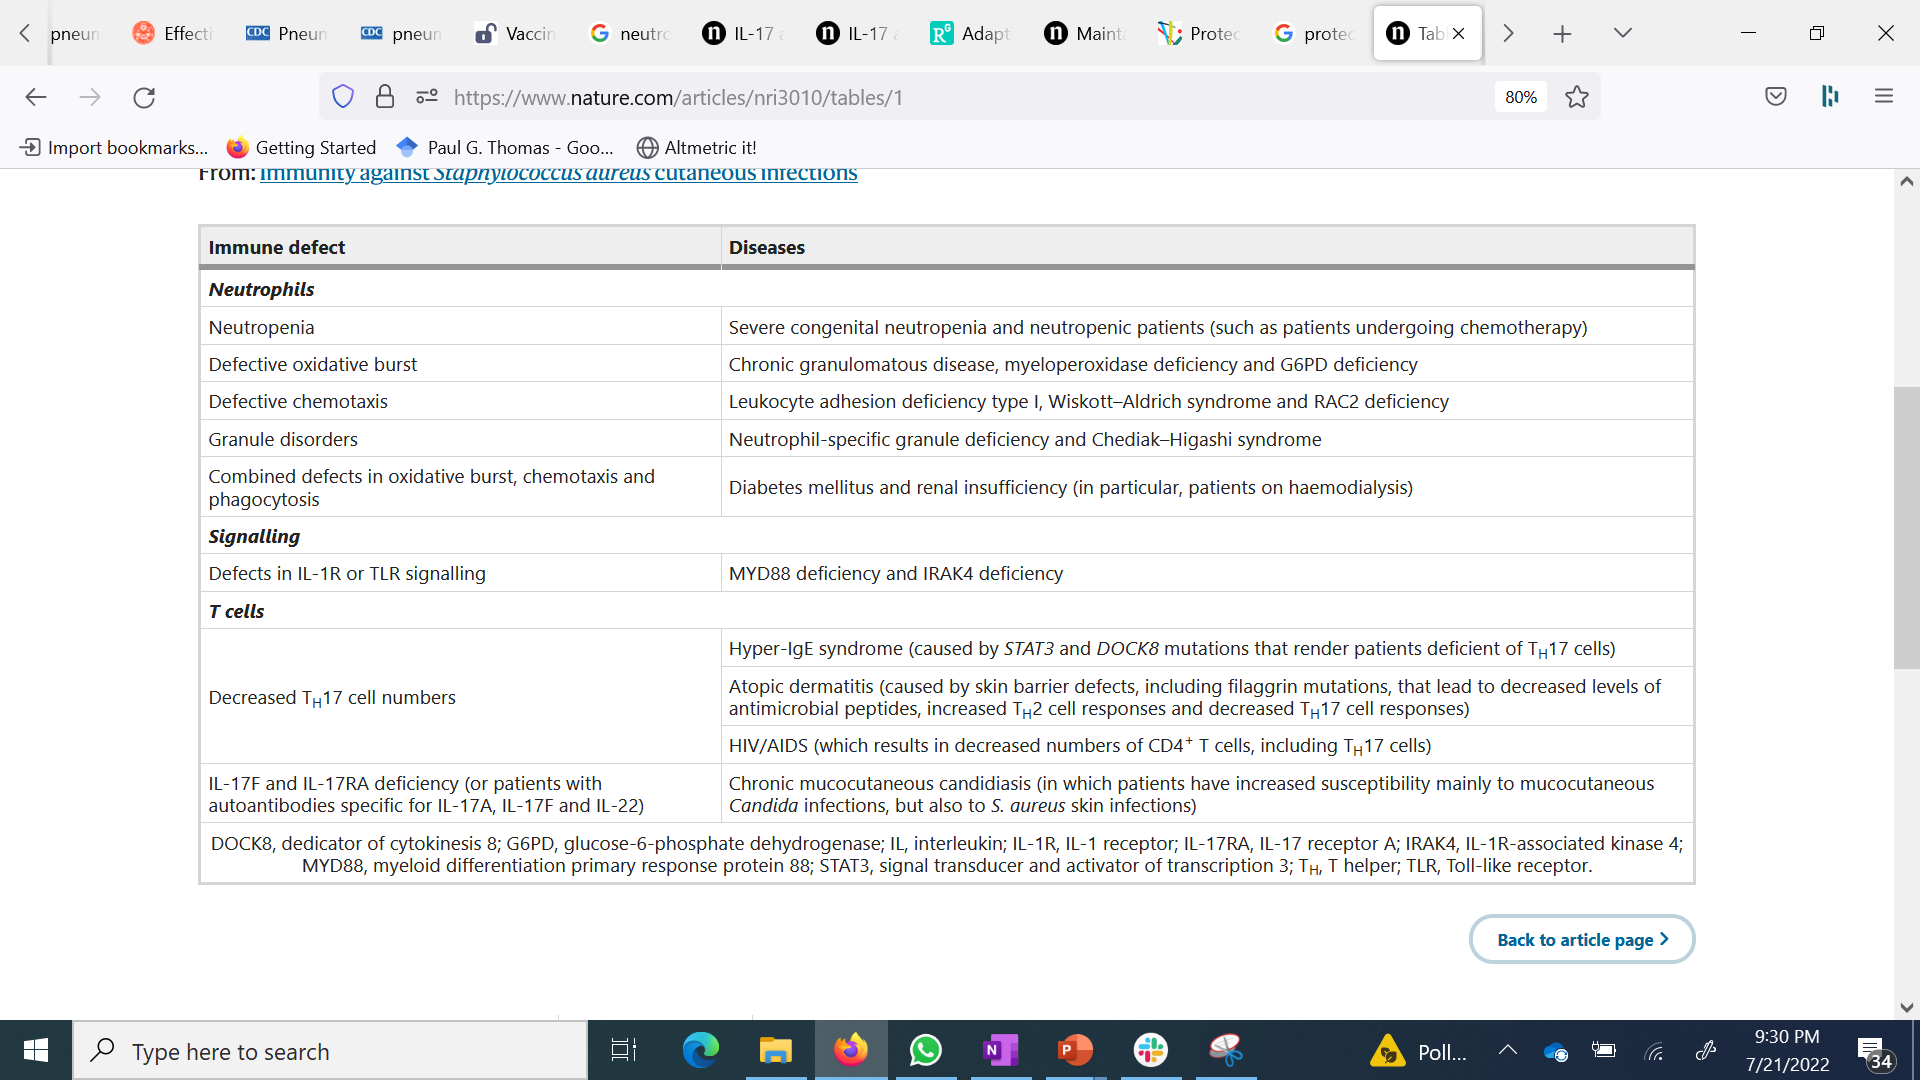 pneum
Effecti
CDC Pneum
CDC pneum
Vaccin
neutro
IL-17 a
IL-17 a
Adapt
Maint
Protec
protec
Tab
https://www.nature.com/articles/nri3010/tables/1
80%
Import bookmarks...
Getting Started
Paul G. Thomas - Goo...
Altmetric it!
From: Immunity against Staphylococcus aureus cutaneous infections
Immune defect
Diseases
Neutrophils
Neutropenia
Severe congenital neutropenia and neutropenic patients (such as patients undergoing chemotherapy)
Defective oxidative burst
Chronic granulomatous disease, myeloperoxidase deficiency and G6PD deficiency
Defective chemotaxis
Leukocyte adhesion deficiency type I, Wiskott–Aldrich syndrome and RAC2 deficiency
Granule disorders
Neutrophil-specific granule deficiency and Chediak–Higashi syndrome
Combined defects in oxidative burst, chemotaxis and
phagocytosis
Diabetes mellitus and renal insufficiency (in particular, patients on haemodialysis)
Signalling
Defects in IL-1R or TLR signalling
MYD88 deficiency and IRAK4 deficiency
T cells
Decreased TH17 cell numbers
Hyper-IgE syndrome (caused by STAT3 and DOCK8 mutations that render patients deficient of TH17 cells)
Atopic dermatitis (caused by skin barrier defects, including filaggrin mutations, that lead to decreased levels of
antimicrobial peptides, increased TH2 cell responses and decreased TH17 cell responses)
HIV/AIDS (which results in decreased numbers of CD4+ T cells, including TH17 cells)
IL-17F and IL-17RA deficiency (or patients with
autoantibodies specific for IL-17A, IL-17F and IL-22)
Chronic mucocutaneous candidiasis (in which patients have increased susceptibility mainly to mucocutaneous
Candida infections, but also to S. aureus skin infections)
DOCK8, dedicator of cytokinesis 8; G6PD, glucose-6-phosphate dehydrogenase; IL, interleukin; IL-1R, IL-1 receptor; IL-17RA, IL-17 receptor A; IRAK4, IL-1R-associated kinase 4;
MYD88, myeloid differentiation primary response protein 88; STAT3, signal transducer and activator of transcription 3; TH, T helper; TLR, Toll-like receptor.
Back to article page
Type here to search
Poll...
9:30 PM
7/21/2022
34